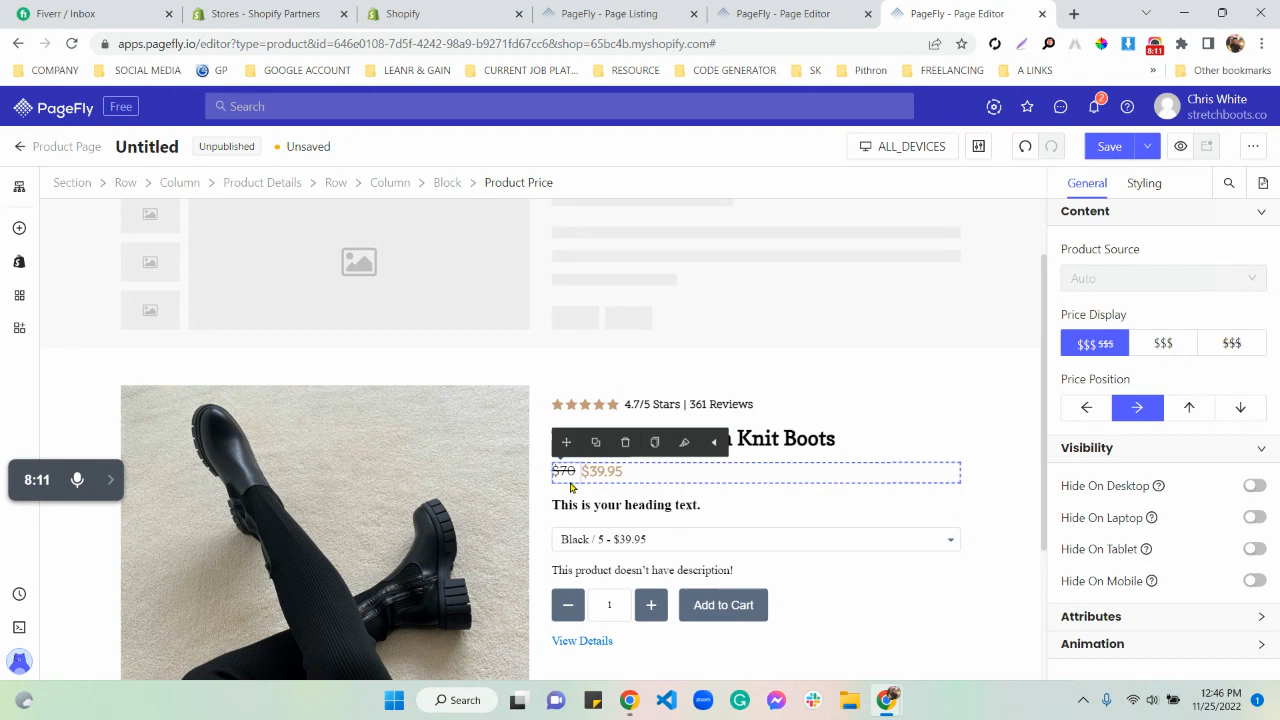 Fiverr / Inbox
Stores - Shopify Partners
Shopify
PageFly - Page Listing
PageFly - Page Editor
PageFly - Page Editor
apps.pagefly.io/editor?type=product&id=646e0108-7d5f-4242-98a9-b9271fd67cc6&shop=65bc4b.myshopify.com#
8:11
COMPANY
SOCIAL MEDIA
GP
GOOGLE ACCOUNT
LEANR & GAIN
CURRENT JOB PLAT...
RESOURCE
CODE GENERATOR
SK
Pithron
FREELANCING
A LINKS
»
Other bookmarks
PageFly
Free
Search
2
Chris White
stretchboots.co
Product Page
Untitled
Unpublished
Unsaved
ALL_DEVICES
Save
Section > Row > Column > Product Details > Row > Column > Block > Product Price
General
Styling
Content
Product Source
Auto
Price Display
$$$ $$$
$$$
$$$
Price Position
Visibility
Hide On Desktop
Hide On Laptop
Hide On Tablet
Hide On Mobile
Attributes
Animation
4.7/5 Stars | 361 Reviews
Knit Boots
$70 $39.95
This is your heading text.
Black / 5 - $39.95
This product doesn't have description!
1
Add to Cart
View Details
8:11
Search
12:46 PM
11/25/2022
1